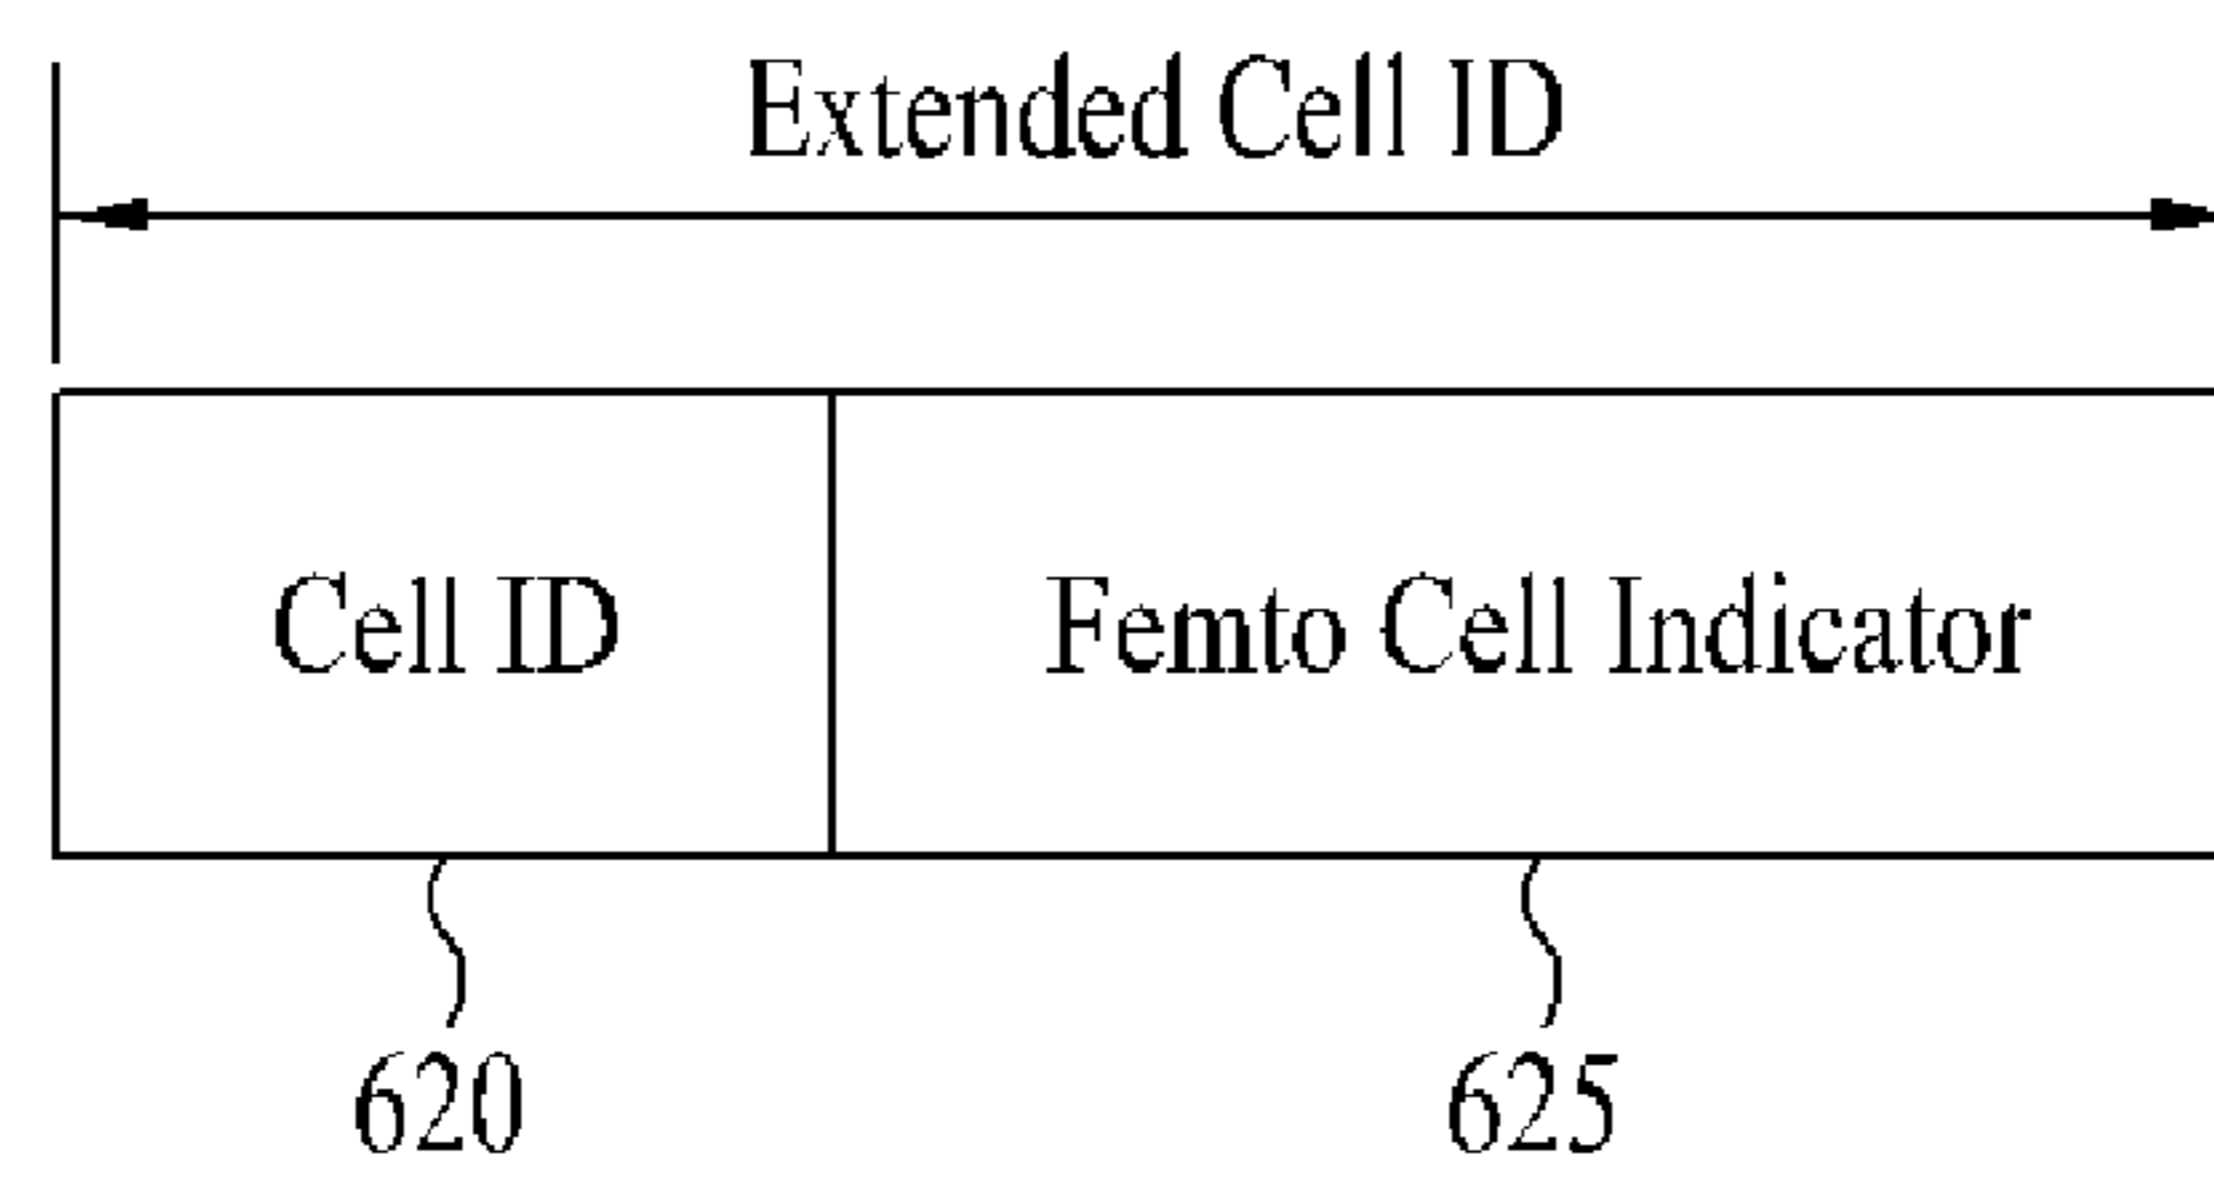 Extended Cell ID
Cell ID
Femto Cell Indicator
620
625